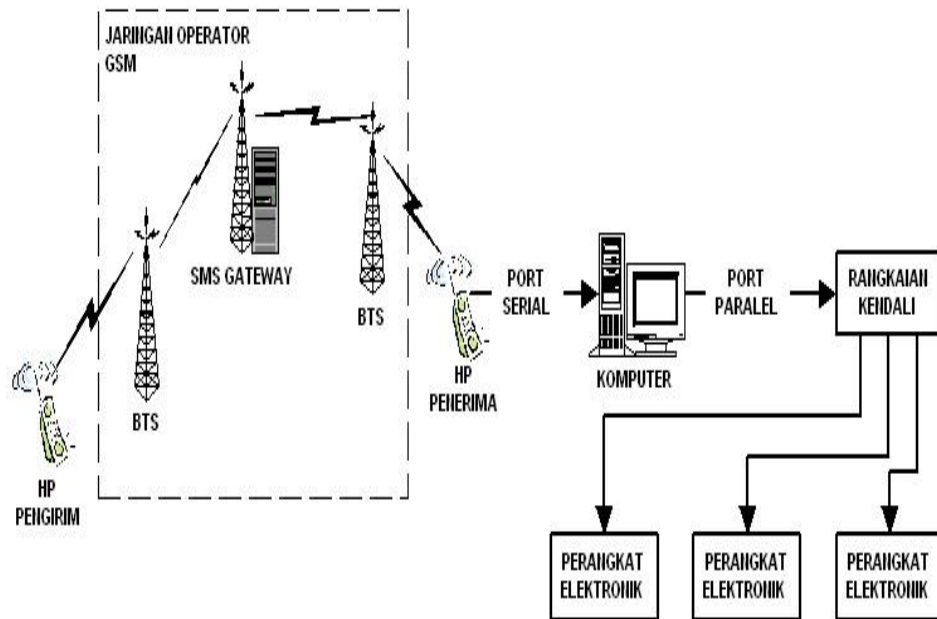 JARINGAN OPERATOR
GSM
SMS GATEWAY
BTS
BTS
HP
PENGIRIM
HP
PENERIMA
PORT
SERIAL
KOMPUTER
PORT
PARALEL
RANGKAIAN
KENDALI
PERANGKAT
ELEKTRONIK
PERANGKAT
ELEKTRONIK
PERANGKAT
ELEKTRONIK